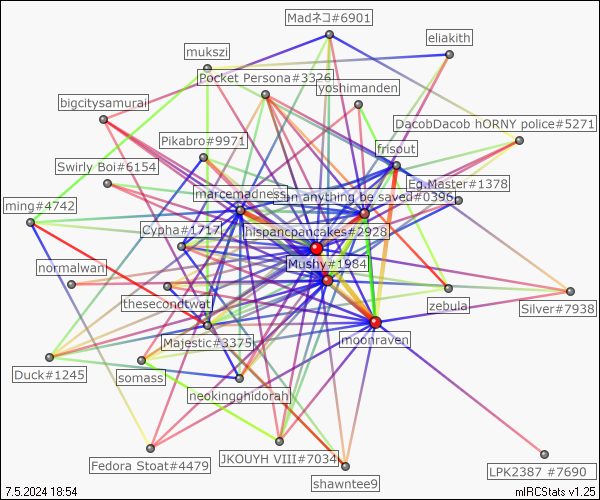 Madネコ#6901
eliakith
mukszi
Pocket Persona#3326
yoshimanden
bigcitysamurai
DacobDacob hORNY police#5271
Pikabro#9971
frisout
Swirly Boi#6154
Eg.Master#1378
marcemadness
an anything be saved#0396
ming#4742
Cypha#1717
hispancpancakes#2928
Mushy#1984
normalwan
thesecondtwat
zebula
Silver#7938
Majestic#3375
moonraven
Duck#1245
somass
neokingghidorah
Fedora Stoat#4479
JKOUYH VIII#7034
shawntee9
LPK2387 #7690
7.5.2024 18:54
mIRCStats v1.25